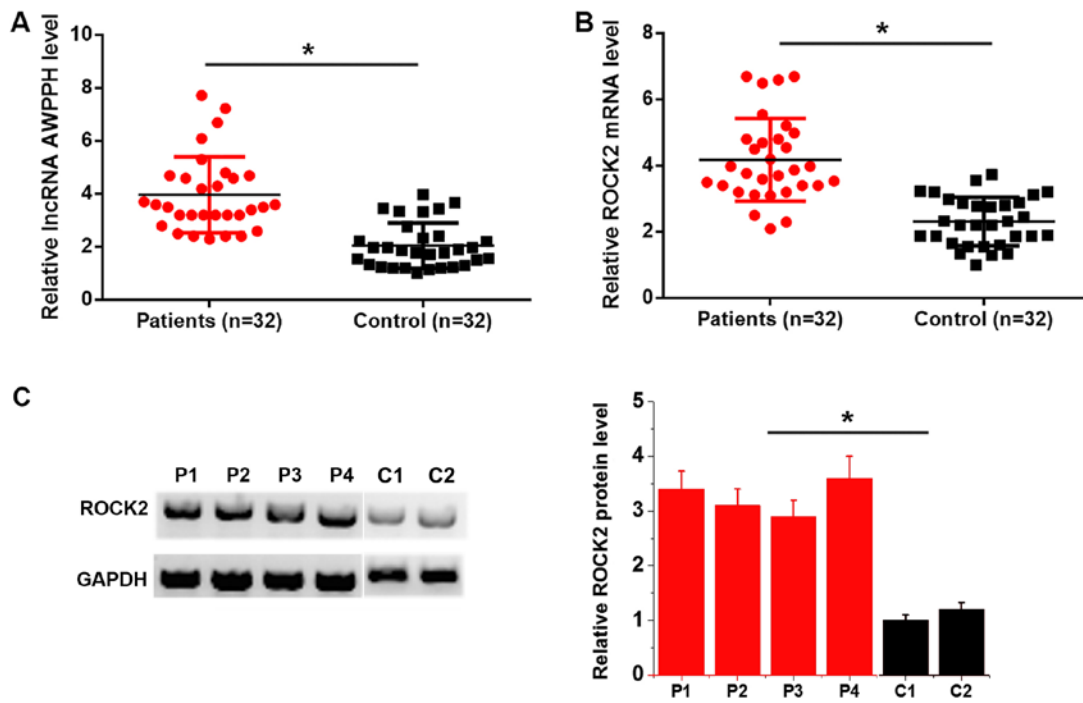 A
Relative lncRNA AWPPH level
10
8
6
4
2
0
*
Patients (n=32)
Control (n=32)
B
Relative ROCK2 mRNA level
8
6
4
2
0
*
Patients (n=32)
Control (n=32)
C
P1 P2 P3 P4 C1 C2
ROCK2
GAPDH
Relative ROCK2 protein level
5
4
3
2
1
0
*
P1 P2 P3 P4 C1 C2